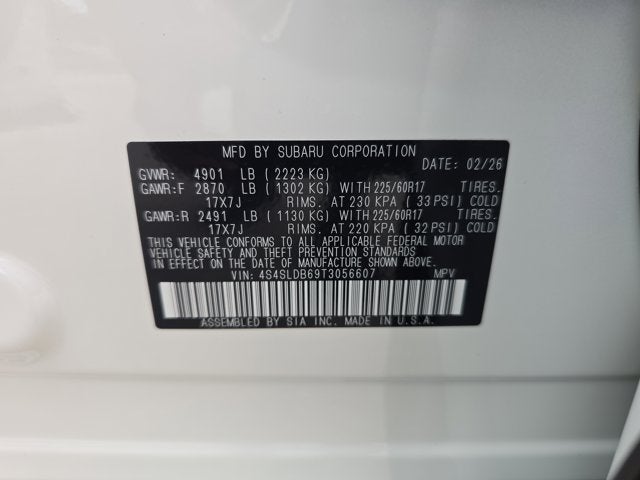 MFD BY SUBARU CORPORATION DATE: 02/26
GVWR: 4901 LB (2223 KG)
GAWR:F 2870 LB (1302 KG) WITH 225/60R17 TIRES.
17X7J RIMS. AT 230 KPA (33 PSI) COLD
GAWR:R 2491 LB (1130 KG) WITH 225/60R17 TIRES.
17X7J RIMS. AT 220 KPA (32 PSI) COLD
THIS VEHICLE CONFORMS TO ALL APPLICABLE FEDERAL MOTOR
VEHICLE SAFETY AND THEFT PREVENTION STANDARDS
IN EFFECT ON THE DATE OF MANUFACTURE SHOWN ABOVE.
VIN: 4S4SLDB69T3056607 MPV
ASSEMBLED BY SIA INC. MADE IN U.S.A.